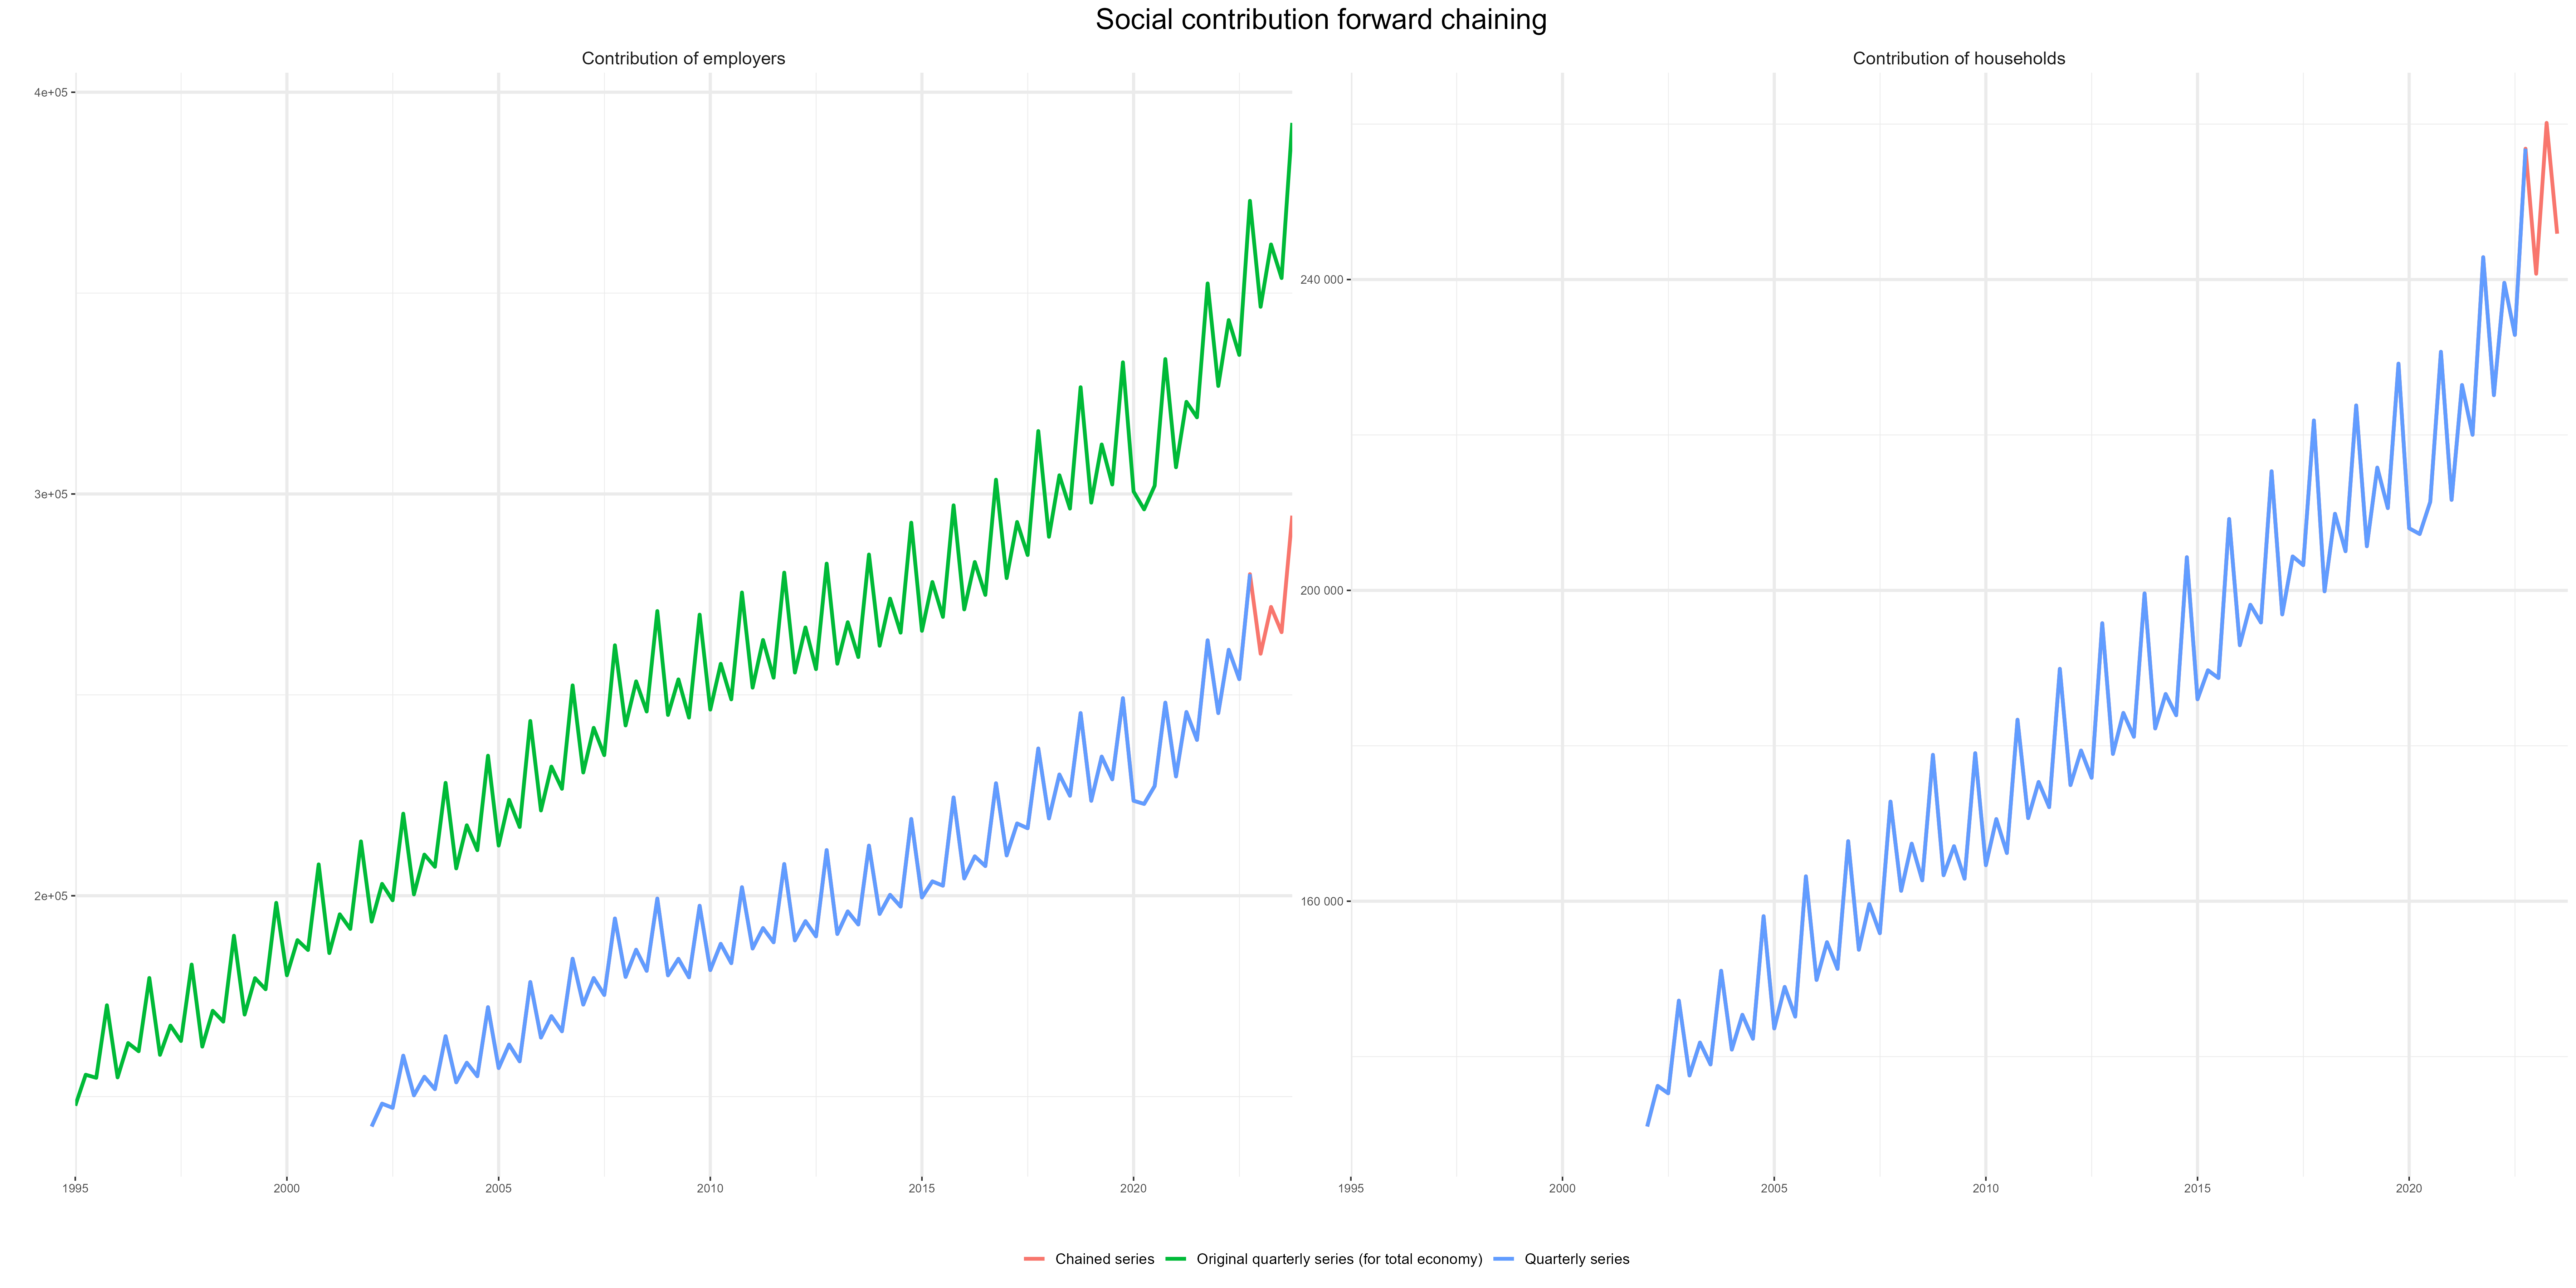 Social contribution forward chaining
Contribution of employers
4e+05
3e+05
2e+05
1995 2000 2005 2010 2015 2020
Contribution of households
240 000
200 000
160 000
1995 2000 2005 2010 2015 2020
Chained series Original quarterly series (for total economy) Quarterly series